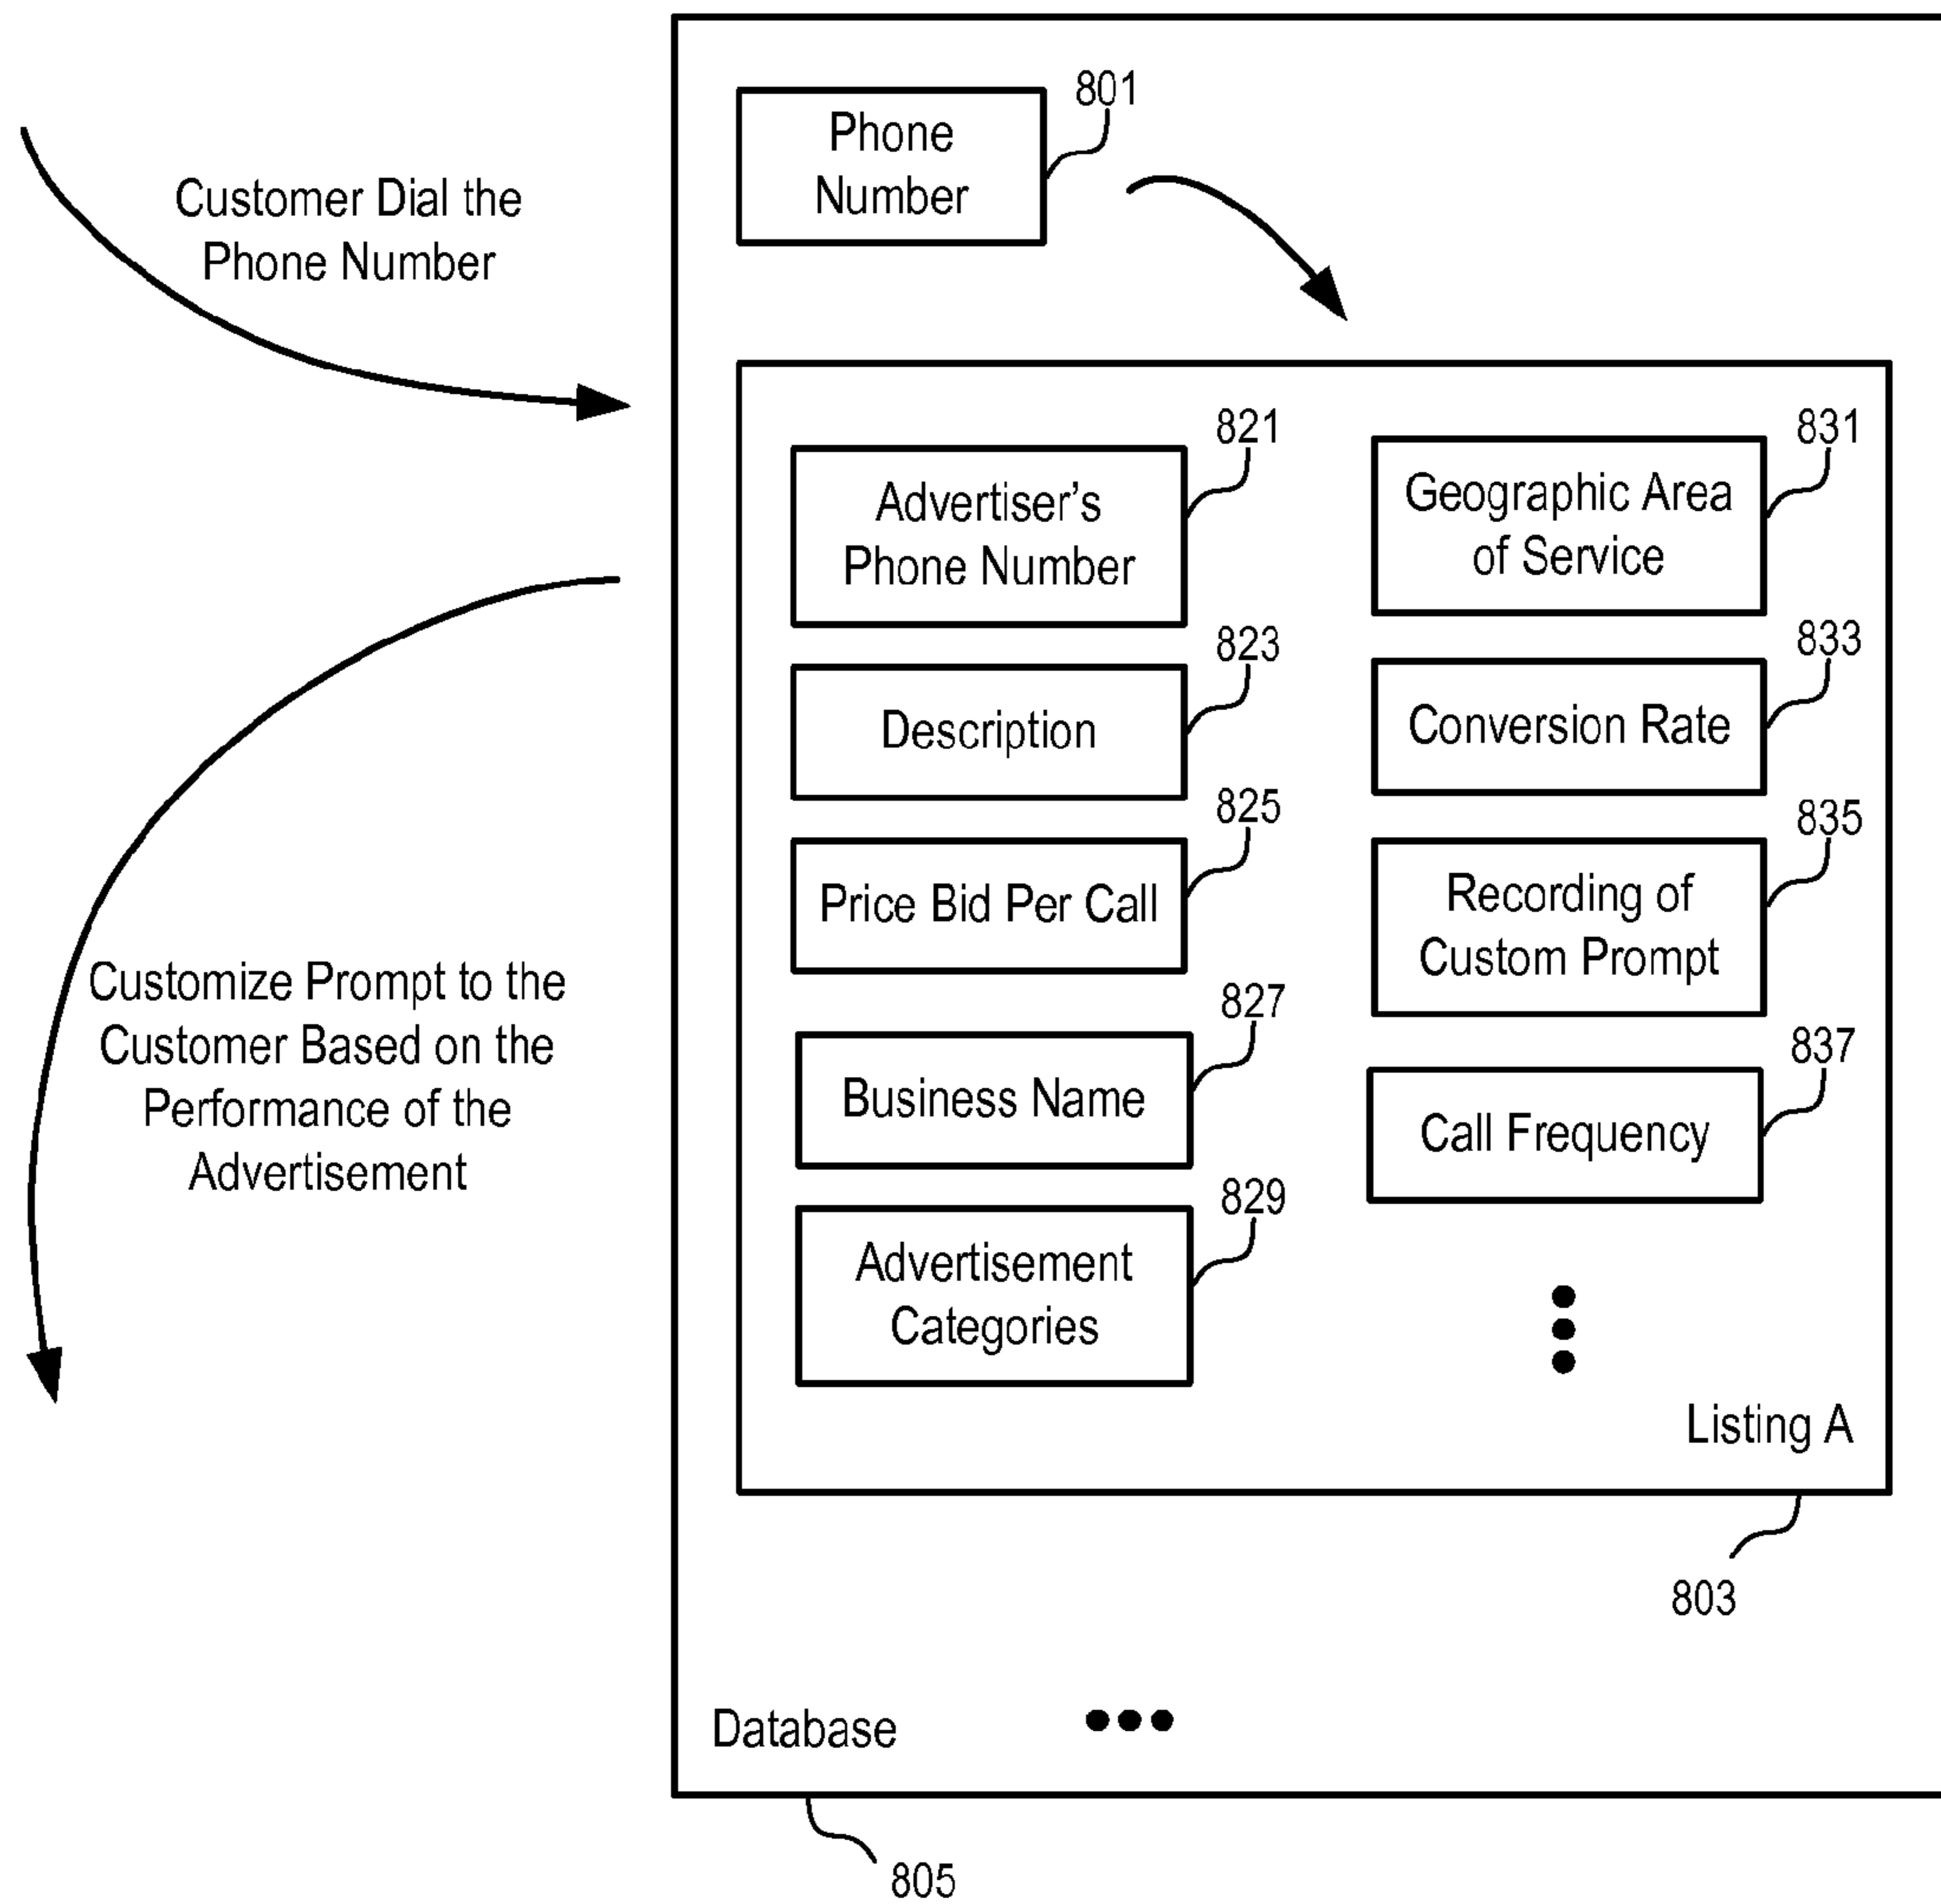 801
Phone
Number
Customer Dial the
Phone Number
821
Advertiser's
Phone Number
823
Description
825
Price Bid Per Call
827
Business Name
829
Advertisement
Categories
831
Geographic Area
of Service
833
Conversion Rate
835
Recording of
Custom Prompt
837
Call Frequency
Customize Prompt to the
Customer Based on the
Performance of the
Advertisement
Listing A
803
Database
805